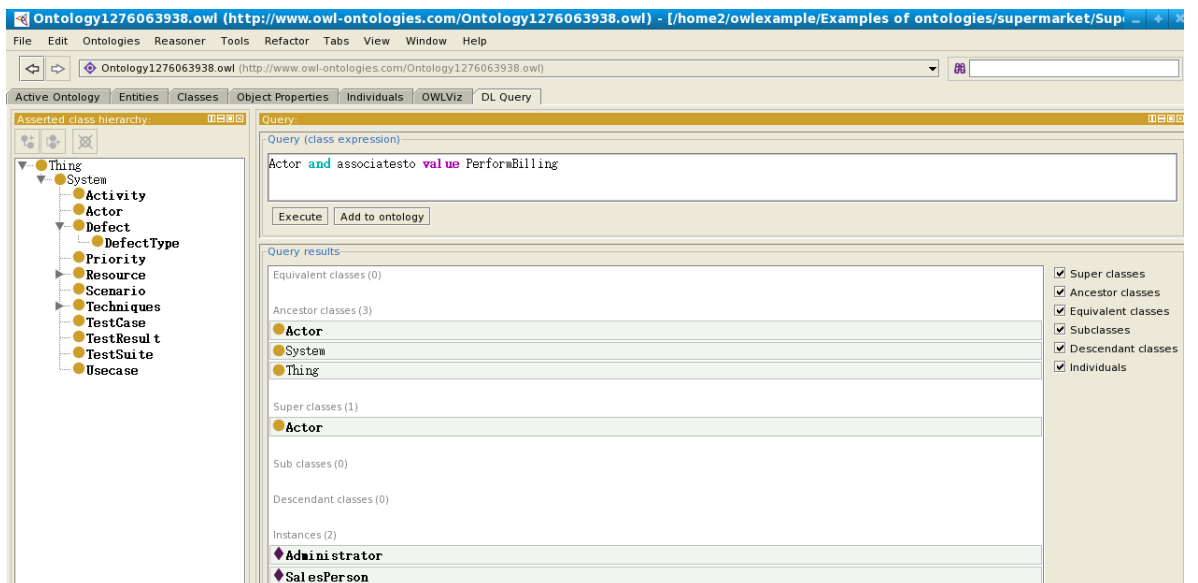 Ontology1276063938.owl (http://www.owl-ontologies.com/Ontology1276063938.owl) - [/home2/owlexample/Examples of ontologies/supermarket/Sup
File Edit Ontologies Reasoner Tools Refactor Tabs View Window Help
Ontology1276063938.owl (http://www.owl-ontologies.com/Ontology1276063938.owl)
Active Ontology Entities Classes Object Properties Individuals OWLViz DL Query
Asserted class hierarchy:
Thing
System
Activity
Actor
Defect
DefectType
Priority
Resource
Scenario
Techniques
TestCase
TestResult
TestSuite
Usecase
Query:
Query (class expression)
Actor and associatesto value PerformBilling
Execute Add to ontology
Query results
Equivalent classes (0)
Ancestor classes (3)
Actor
System
Thing
Super classes (1)
Actor
Sub classes (0)
Descendant classes (0)
Instances (2)
Administrator
SalesPerson
Super classes
Ancestor classes
Equivalent classes
Subclasses
Descendant classes
Individuals